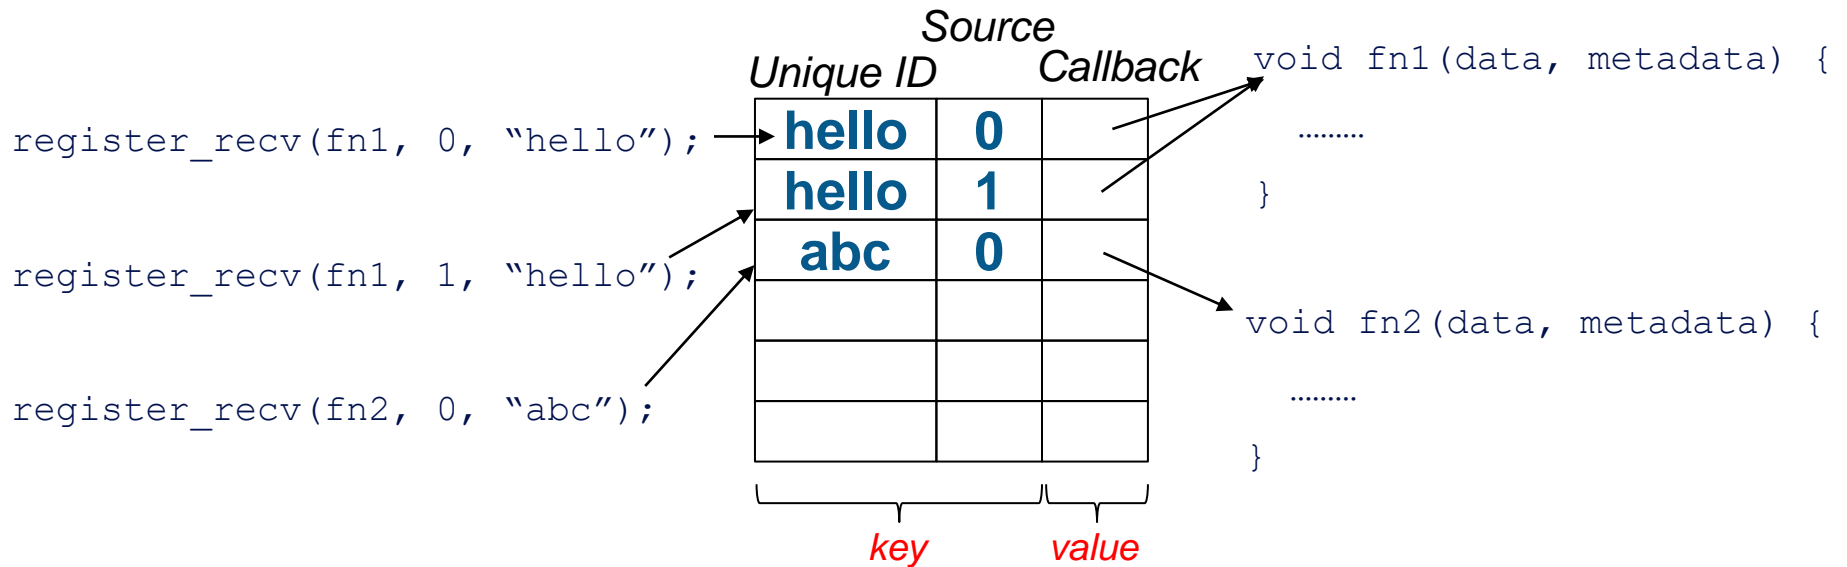 Source
Unique ID Callback
register_recv(fn1, 0, “hello”);
register_recv(fn1, 1, “hello”);
register_recv(fn2, 0, “abc”);
hello 0
hello 1
abc 0
key value
void fn1(data, metadata) {
………
}
void fn2(data, metadata) {
………
}